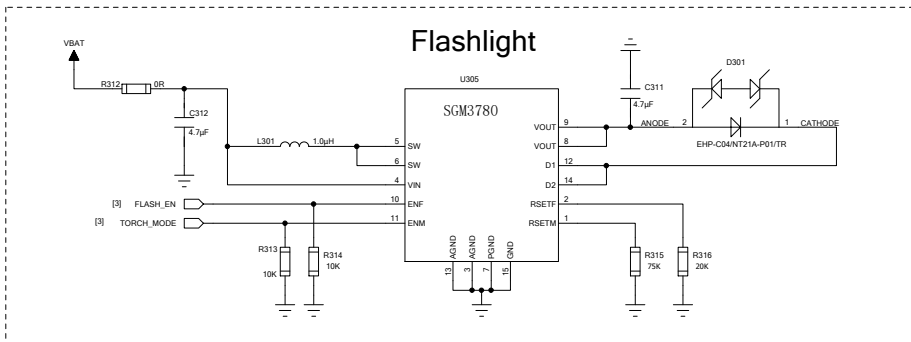 Flashlight
VBAT
R312 0R
C312
4.7μF
L301 1.0μH
U305
SGM3780
5 SW
6 SW
4 VIN
10 ENF
11 ENM
VOUT 9
VOUT 8
D1 12
D2 14
RSETF 2
RSETM 1
AGND AGND PGND GND
13 3 7 15
[3] FLASH_EN
[3] TORCH_MODE
R313
10K
R314
10K
C311
4.7μF
D301
ANODE 2 1 CATHODE
EHP-C04/NT21A-P01/TR
R315
75K
R316
20K